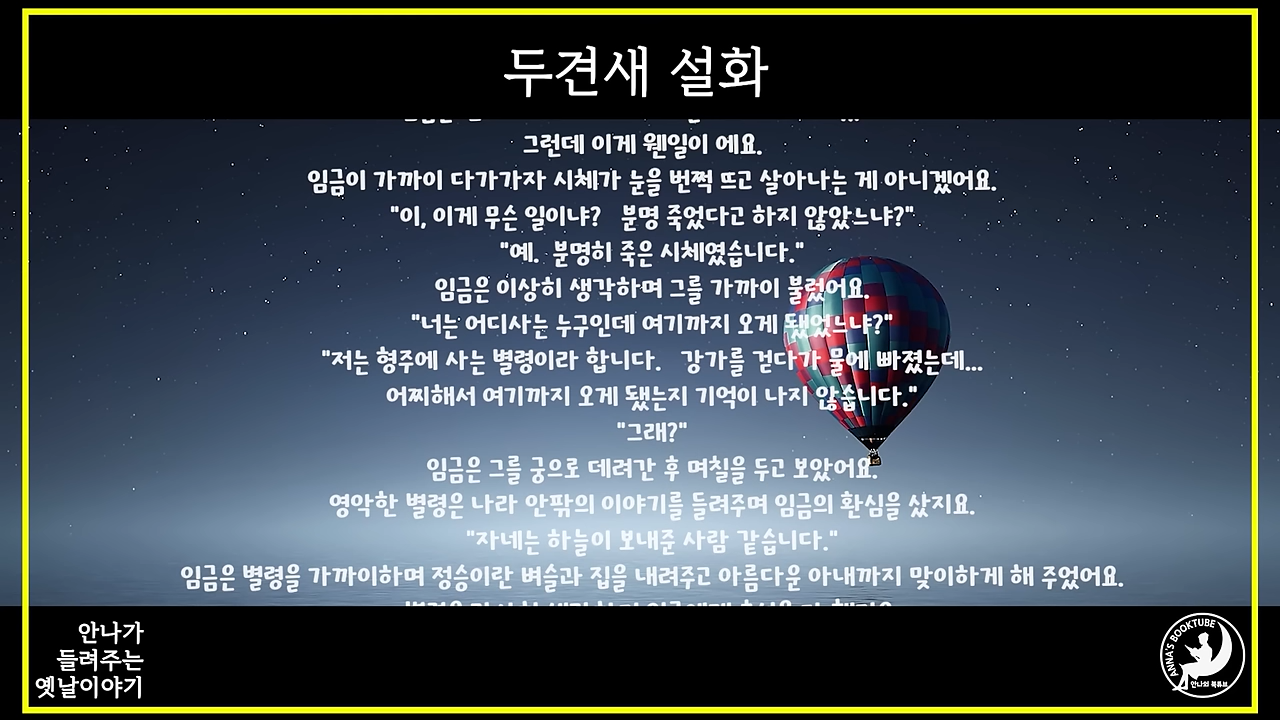 두견새 설화
그런데 이게 웬일이 에요.
임금이 가까이 다가가자 시체가 눈을 번쩍 뜨고 살아나는 게 아니겠어요.
"이, 이게 무슨 일이냐? 분명 죽었다고 하지 않았느냐?"
"예. 분명히 죽은 시체였습니다."
임금은 이상히 생각하며 그를 가까이 불렀어요.
"너는 어디사는 누구인데 여기까지 오게 됐었느냐?"
"저는 형주에 사는 별령이라 합니다. 강가를 걷다가 물에 빠졌는데...
어찌해서 여기까지 오게 됐는지 기억이 나지 않습니다."
"그래?"
임금은 그를 궁으로 데려간 후 며칠을 두고 보았어요.
영악한 별령은 나라 안팎의 이야기를 들려주며 임금의 환심을 샀지요.
"자네는 하늘이 보내준 사람 같습니다."
임금은 별령을 가까이하며 정승이란 벼슬과 집을 내려주고 아름다운 아내까지 맞이하게 해 주었어요.
안나가
들려주는
옛날이야기
ANNA'S BOOKTUBE
안나의 북튜브